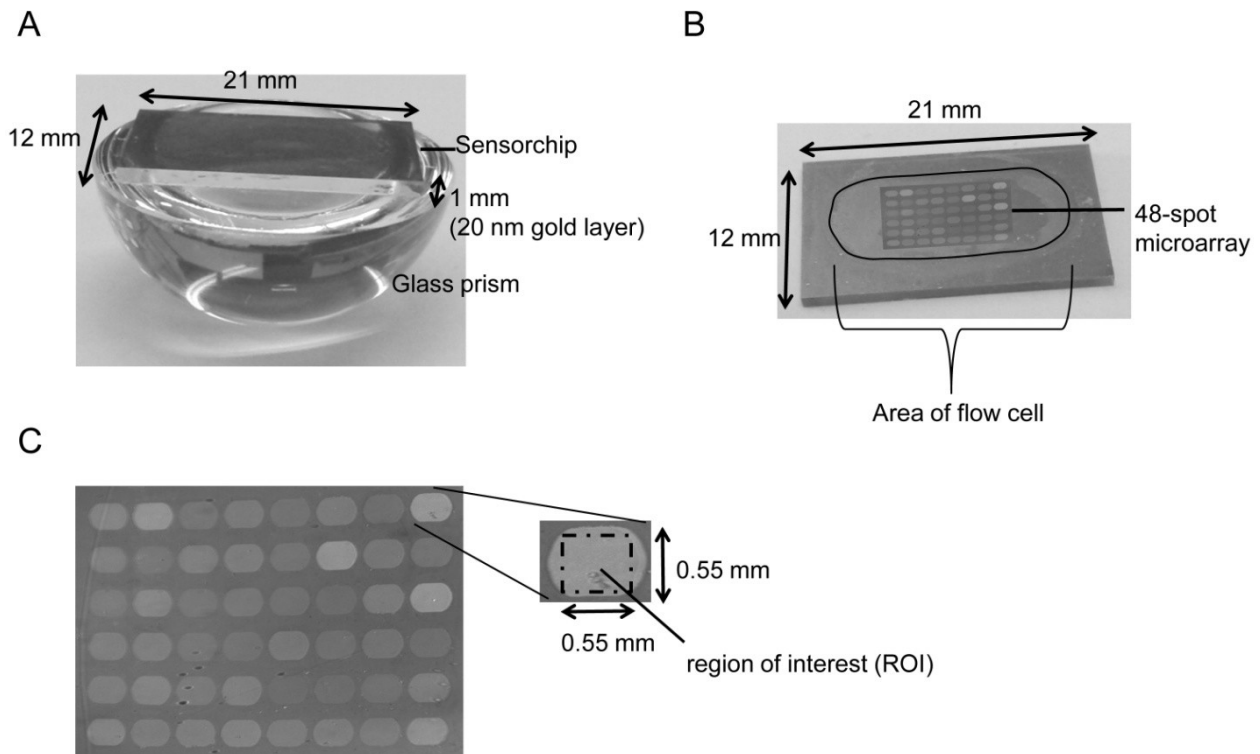 A
21 mm
12 mm
Sensorchip
1 mm
(20 nm gold layer)
Glass prism
B
21 mm
12 mm
48-spot
microarray
Area of flow cell
C
0.55 mm
0.55 mm
region of interest (ROI)